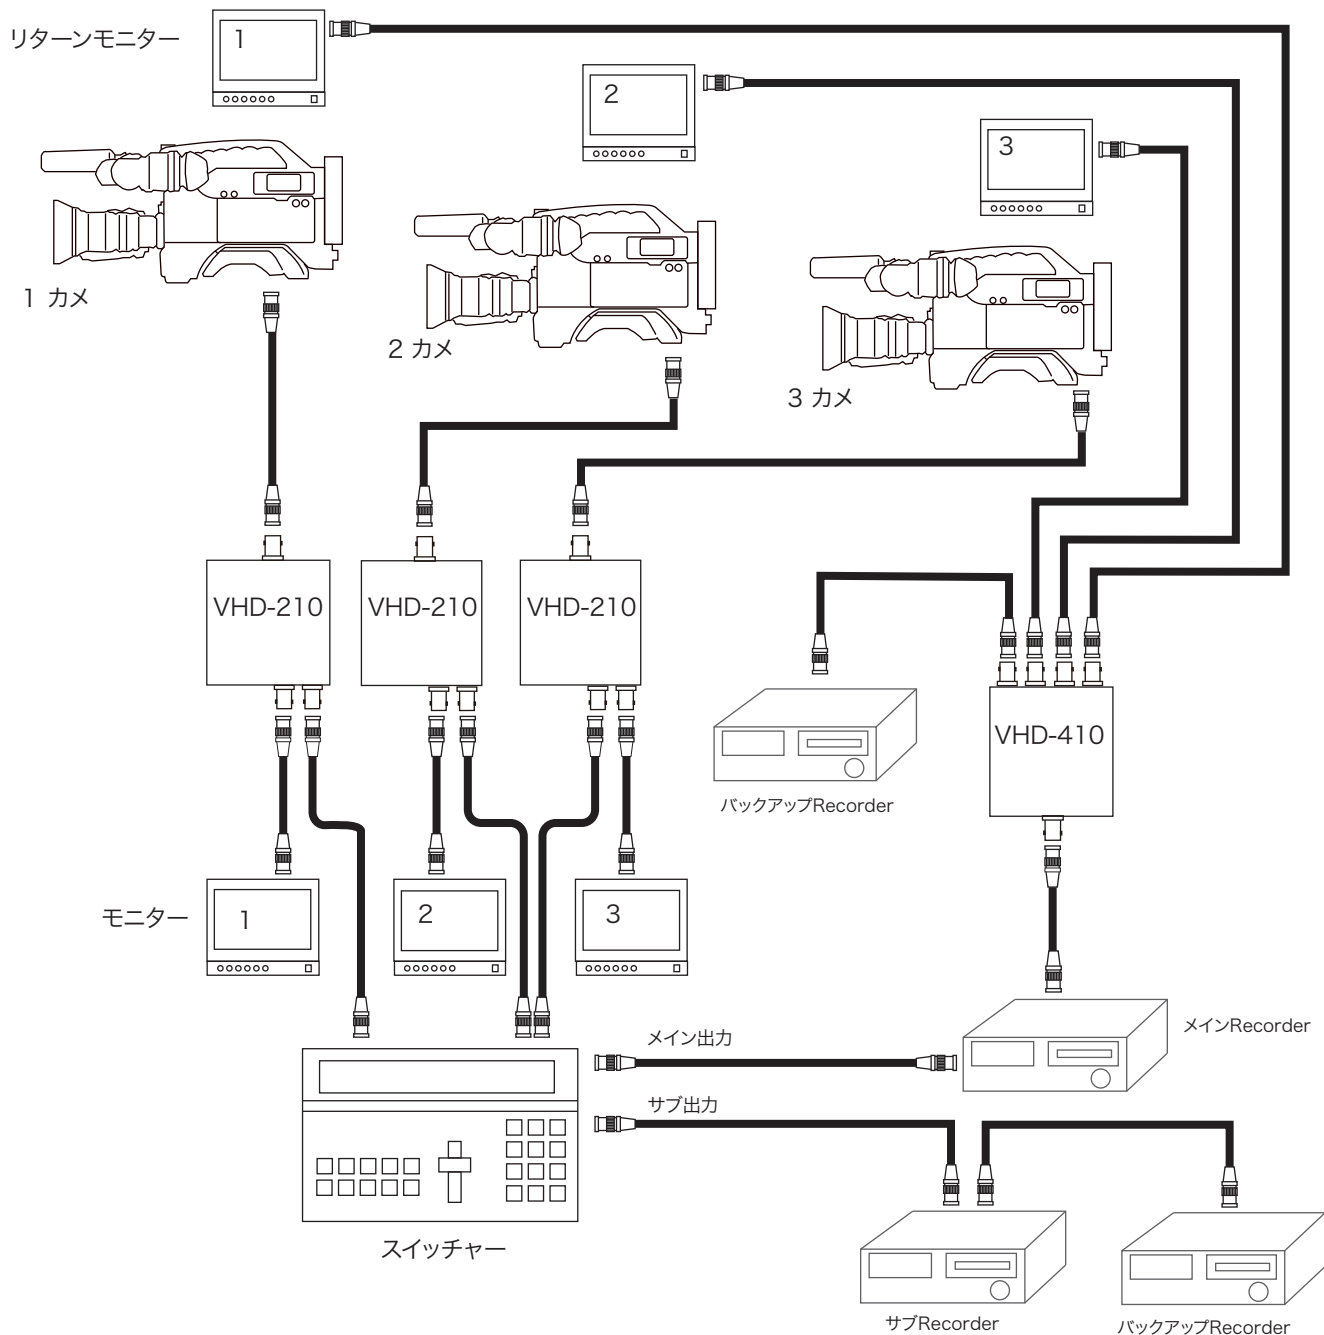 リターンモニター
1
2
3
1 カメ
2 カメ
3 カメ
VHD-210
VHD-210
VHD-210
VHD-410
バックアップRecorder
モニター
1
2
3
メインRecorder
メイン出力
サブ出力
スイッチャー
サブRecorder
バックアップRecorder